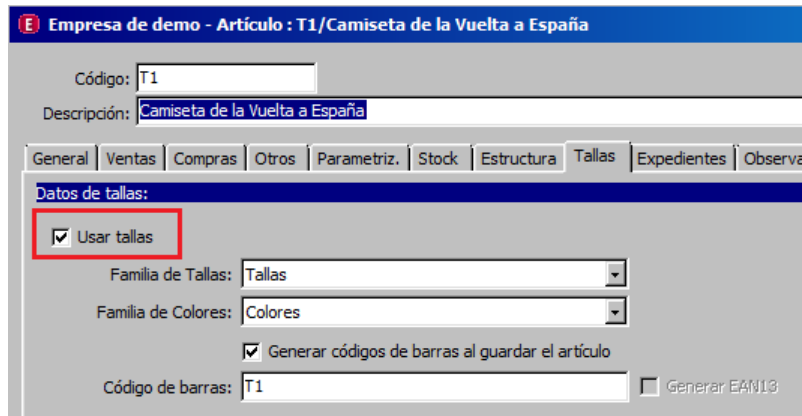 E Empresa de demo - Artículo : T1/Camiseta de la Vuelta a España
Código: T1
Descripción: Camiseta de la Vuelta a España
General Ventas Compras Otros Parametriz. Stock Estructura Tallas Expedientes Observa
Datos de tallas:
Usar tallas
Familia de Tallas: Tallas
Familia de Colores: Colores
Generar códigos de barras al guardar el artículo
Código de barras: T1 Generar EAN13